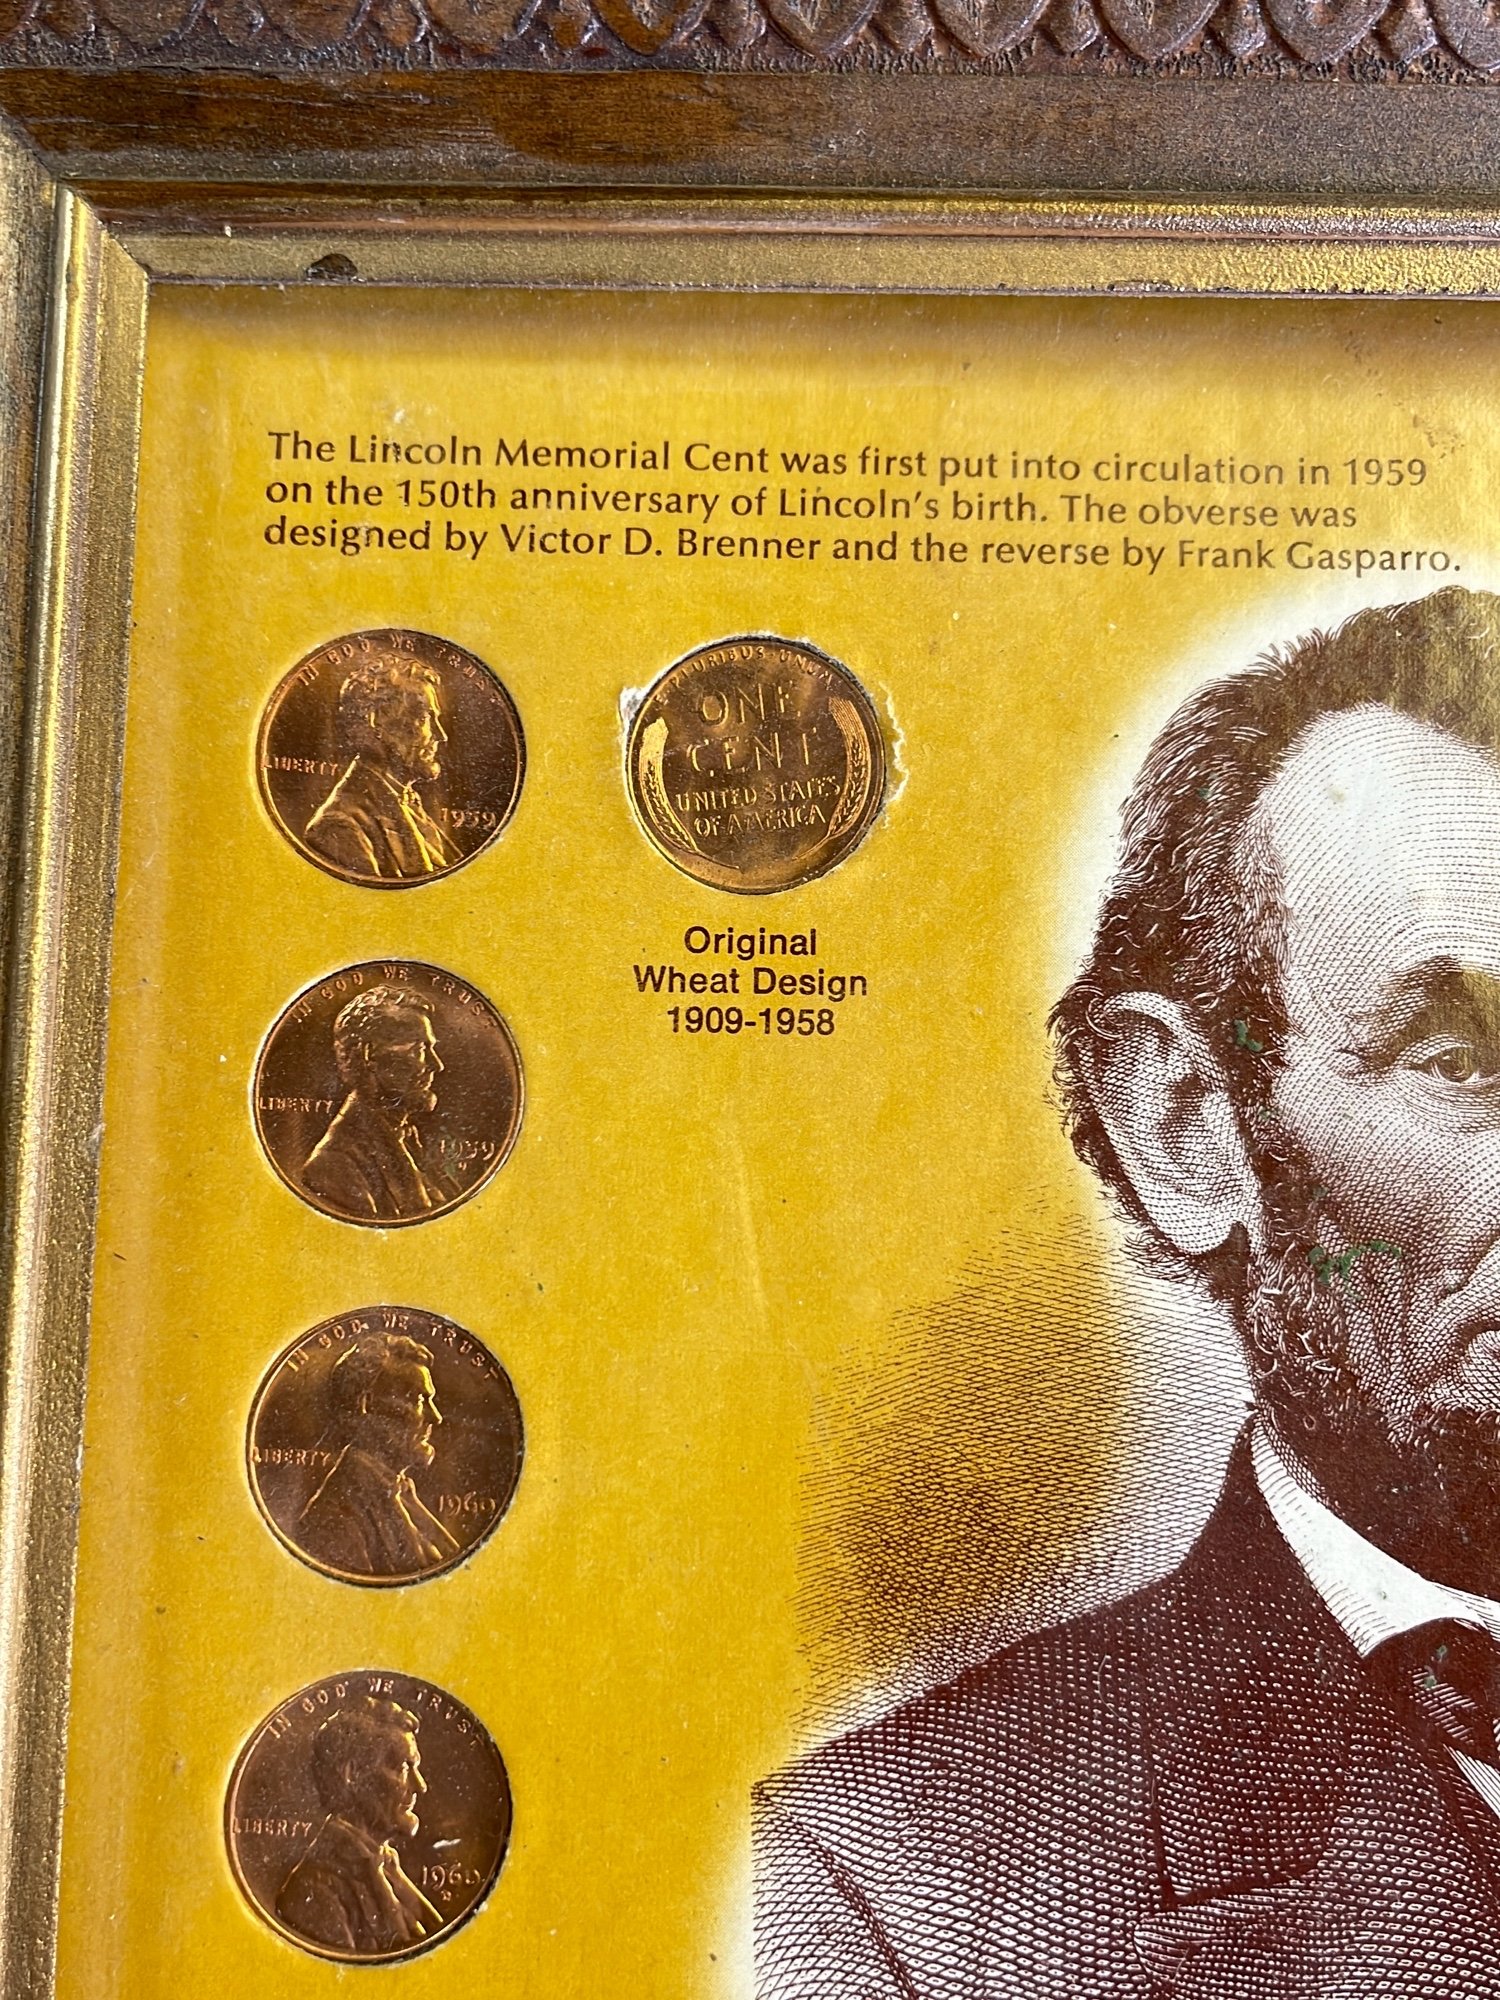 The Lincoln Memorial Cent was first put into circulation in 1959
on the 150th anniversary of Lincoln's birth. The obverse was
designed by Victor D. Brenner and the reverse by Frank Gasparro.
IN GOD WE TRUST
LIBERTY
1959
E PLURIBUS UNUM
ONE
CENT
UNITED STATES
OF AMERICA
Original
Wheat Design
1909-1958
IN GOD WE TRUST
LIBERTY
1959
D
IN GOD WE TRUST
LIBERTY
1960
IN GOD WE TRUST
LIBERTY
1960
D